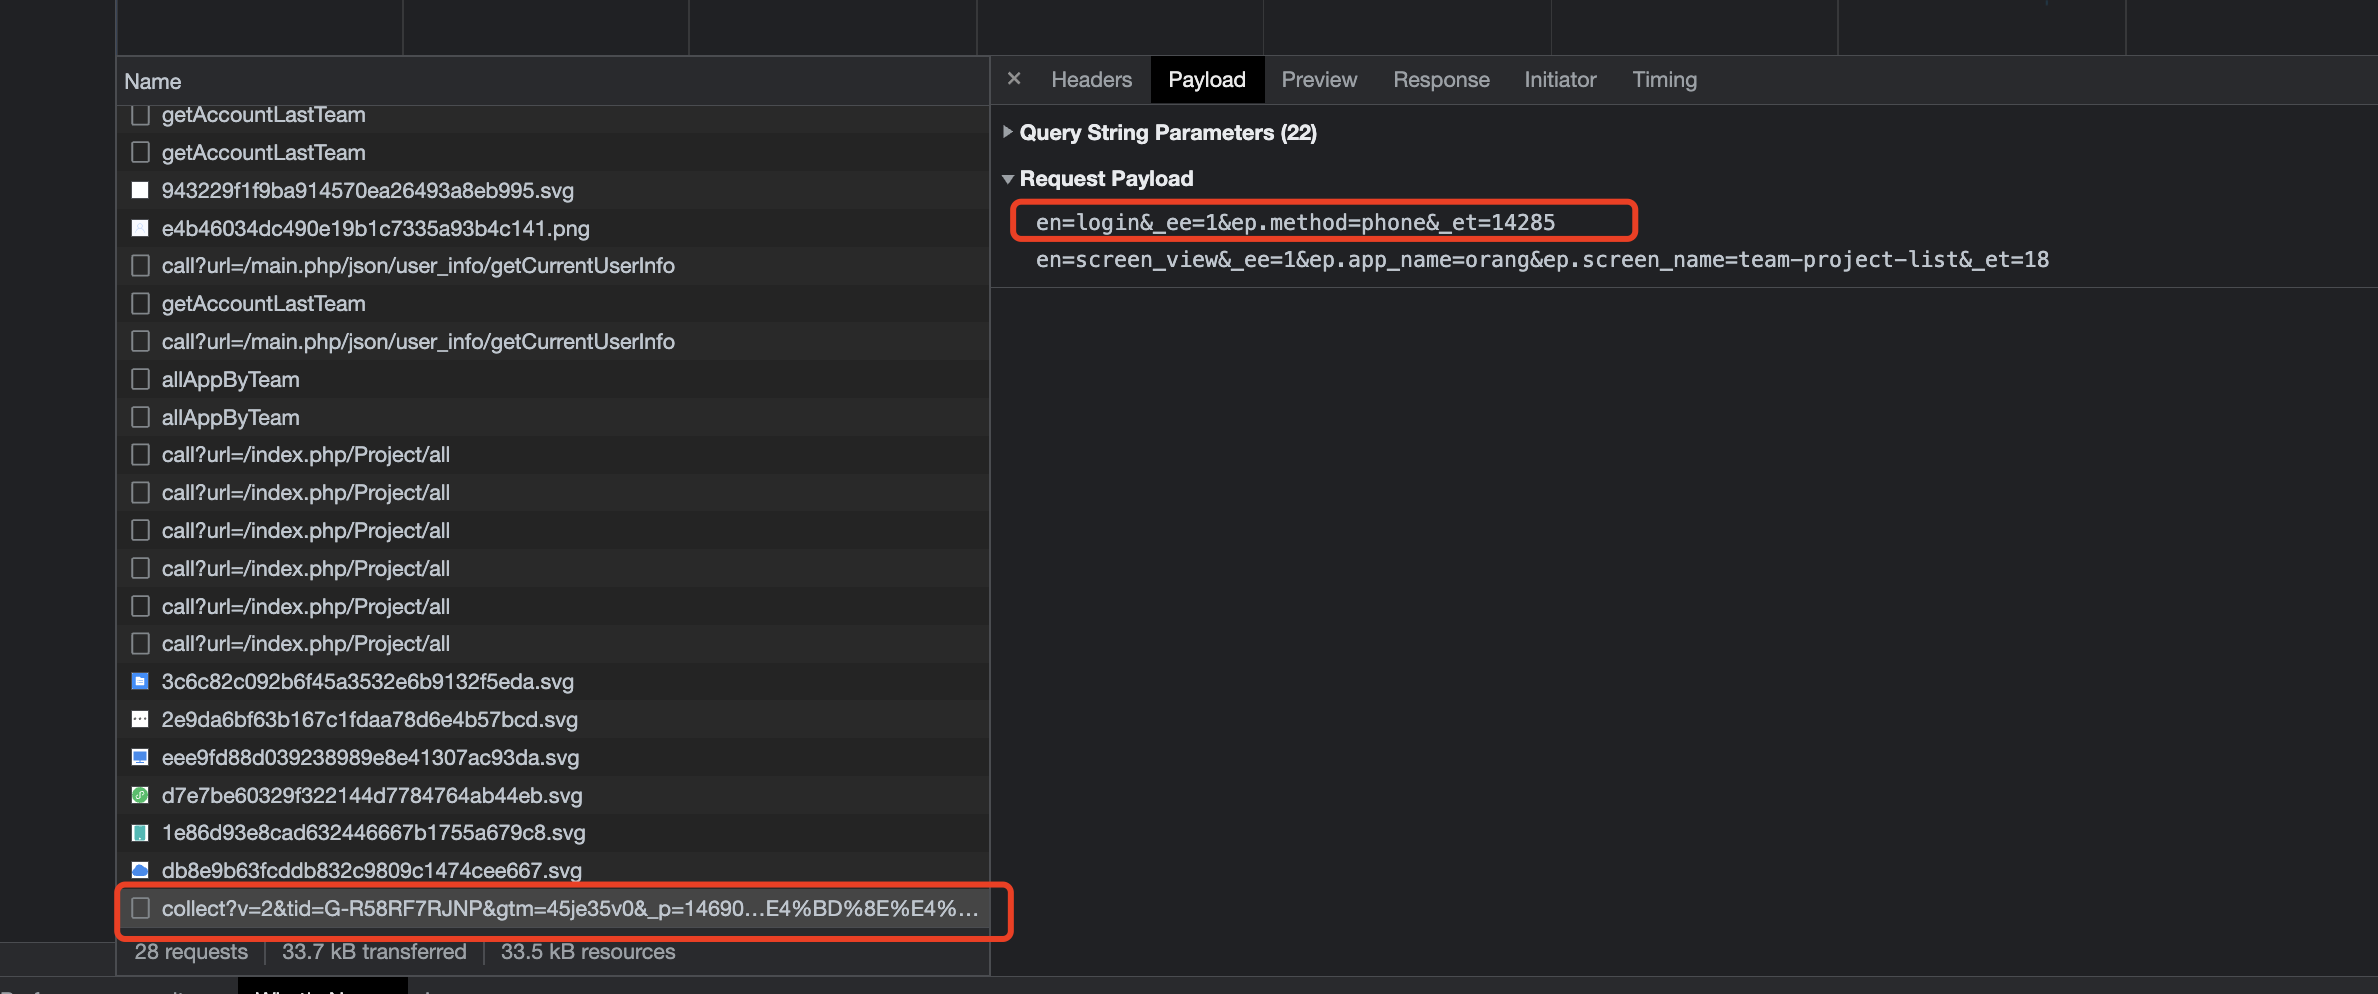 Name
× Headers Payload Preview Response Initiator Timing
getAccountLastTeam
getAccountLastTeam
943229f1f9ba914570ea26493a8eb995.svg
e4b46034dc490e19b1c7335a93b4c141.png
call?url=/main.php/json/user_info/getCurrentUserInfo
getAccountLastTeam
call?url=/main.php/json/user_info/getCurrentUserInfo
allAppByTeam
allAppByTeam
call?url=/index.php/Project/all
call?url=/index.php/Project/all
call?url=/index.php/Project/all
call?url=/index.php/Project/all
call?url=/index.php/Project/all
call?url=/index.php/Project/all
3c6c82c092b6f45a3532e6b9132f5eda.svg
2e9da6bf63b167c1fdaa78d6e4b57bcd.svg
eee9fd88d039238989e8e41307ac93da.svg
d7e7be60329f322144d7784764ab44eb.svg
1e86d93e8cad632446667b1755a679c8.svg
db8e9b63fcddb832c9809c1474cee667.svg
collect?v=2&tid=G-R58RF7RJNP&gtm=45je35v0&_p=14690...E4%BD%8E%E4%...
28 requests 33.7 kB transferred 33.5 kB resources
Query String Parameters (22)
Request Payload
en=login&_ee=1&ep.method=phone&_et=14285
en=screen_view&_ee=1&ep.app_name=orang&ep.screen_name=team-project-list&_et=18